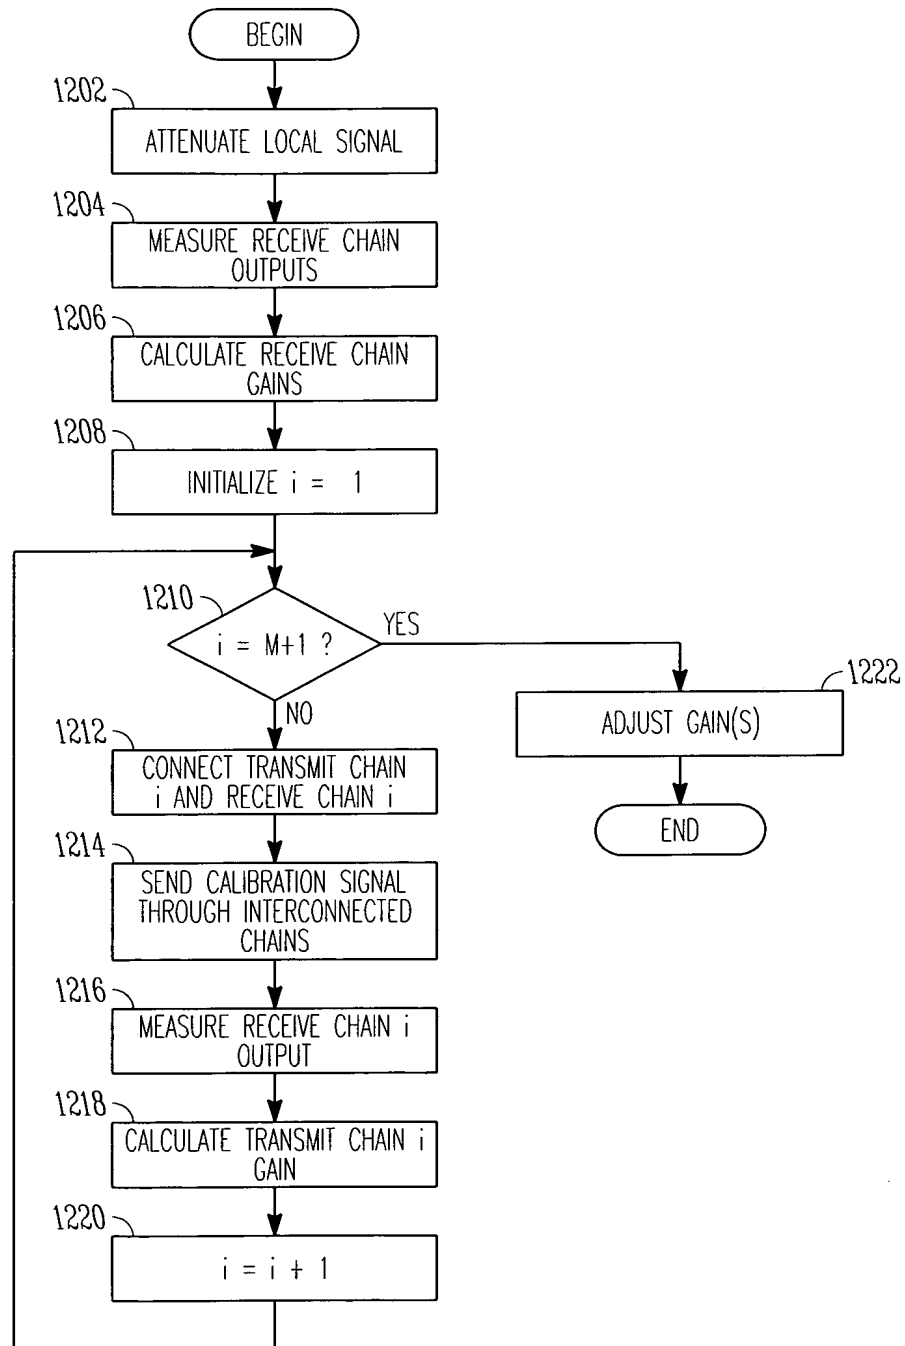 BEGIN
1202
ATTENUATE LOCAL SIGNAL
1204
MEASURE RECEIVE CHAIN
OUTPUTS
1206
CALCULATE RECEIVE CHAIN
GAINS
1208
INITIALIZE i = 1
1210
i = M+1 ?
YES
NO
1222
ADJUST GAIN(S)
END
1212
CONNECT TRANSMIT CHAIN
i AND RECEIVE CHAIN i
1214
SEND CALIBRATION SIGNAL
THROUGH INTERCONNECTED
CHAINS
1216
MEASURE RECEIVE CHAIN i
OUTPUT
1218
CALCULATE TRANSMIT CHAIN i
GAIN
1220
i = i + 1